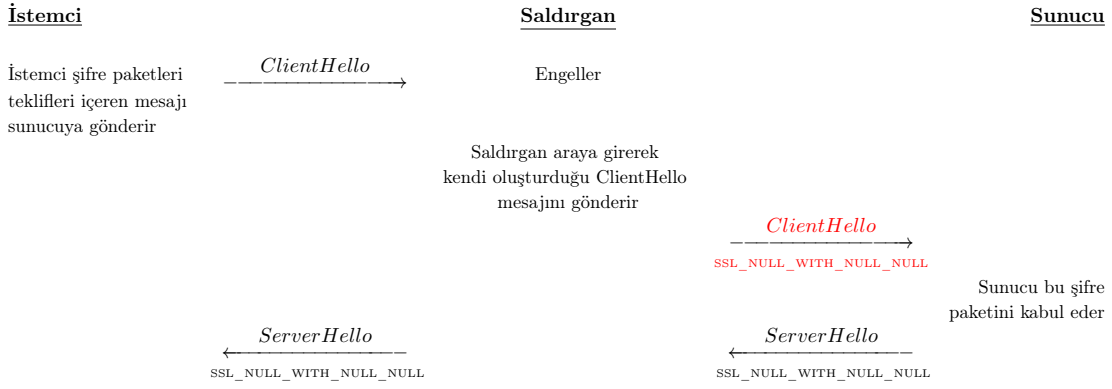 İstemci Saldırgan Sunucu
İstemci şifre paketleri ClientHello Engeller
teklifleri içeren mesajı
sunucuya gönderir
Saldırgan araya girerek
kendi oluşturduğu ClientHello
mesajını gönderir
ClientHello
SSL_NULL_WITH_NULL_NULL
Sunucu bu şifre
paketini kabul eder
ServerHello ServerHello
SSL_NULL_WITH_NULL_NULL SSL_NULL_WITH_NULL_NULL